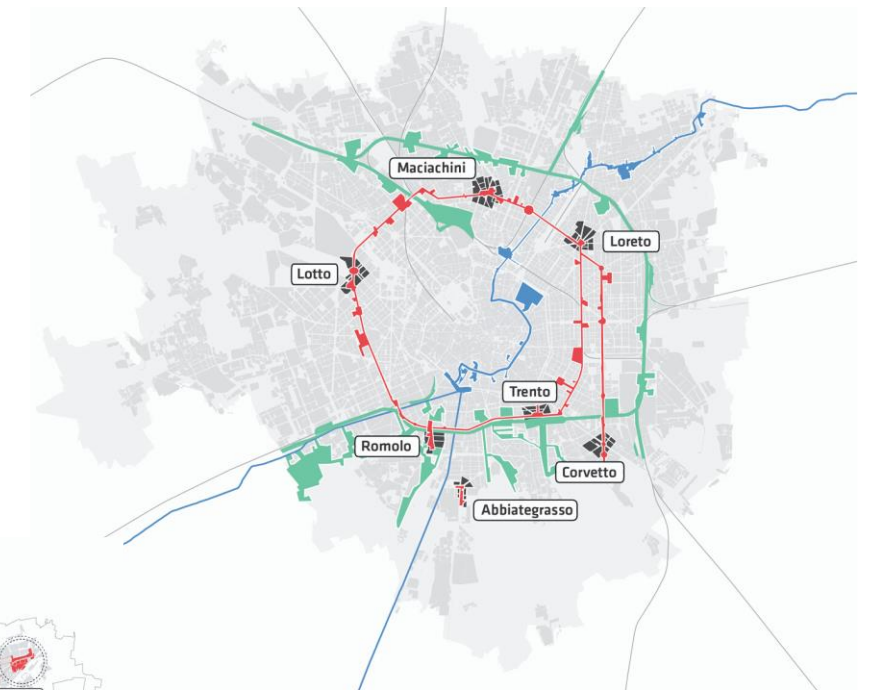 Maciachini
Loreto
Lotto
Trento
Romolo
Corvetto
Abbiategrasso